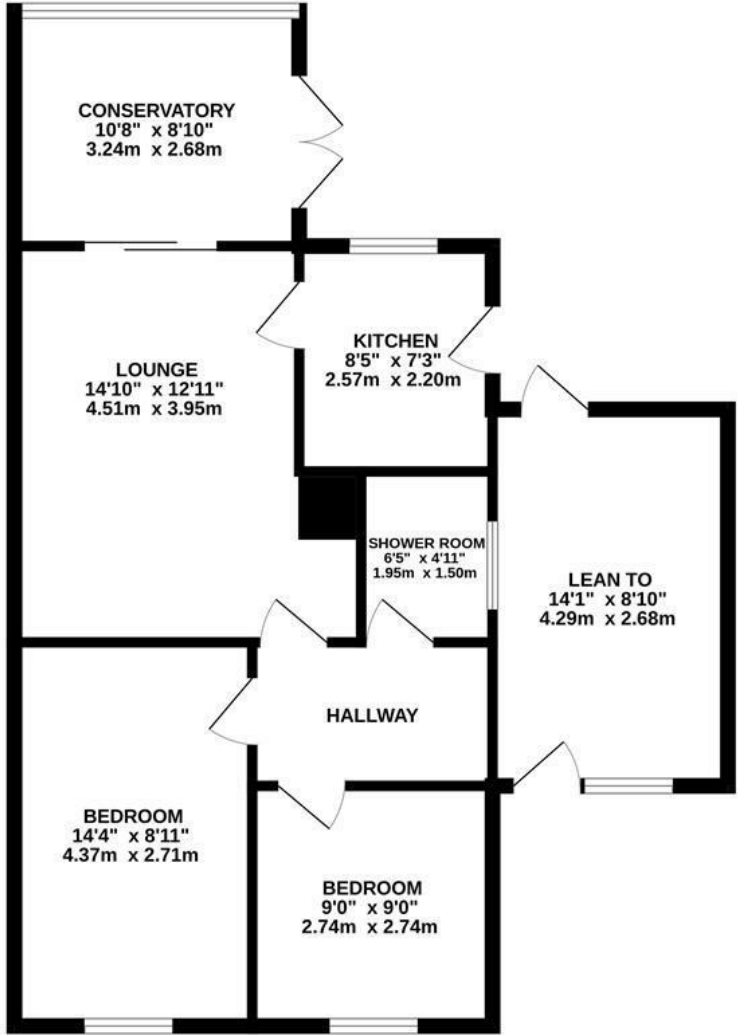 CONSERVATORY
10'8" x 8'10"
3.24m x 2.68m
LOUNGE
14'10" x 12'11"
4.51m x 3.95m
KITCHEN
8'5" x 7'3"
2.57m x 2.20m
SHOWER ROOM
6'5" x 4'11"
1.95m x 1.50m
LEAN TO
14'1" x 8'10"
4.29m x 2.68m
HALLWAY
BEDROOM
14'4" x 8'11"
4.37m x 2.71m
BEDROOM
9'0" x 9'0"
2.74m x 2.74m